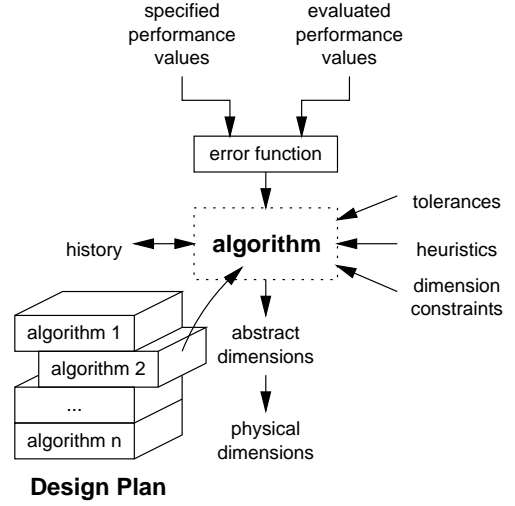 specified
performance
values
evaluated
performance
values
error function
tolerances
history
algorithm
heuristics
dimension
constraints
algorithm 1
algorithm 2
...
algorithm n
abstract
dimensions
physical
dimensions
Design Plan